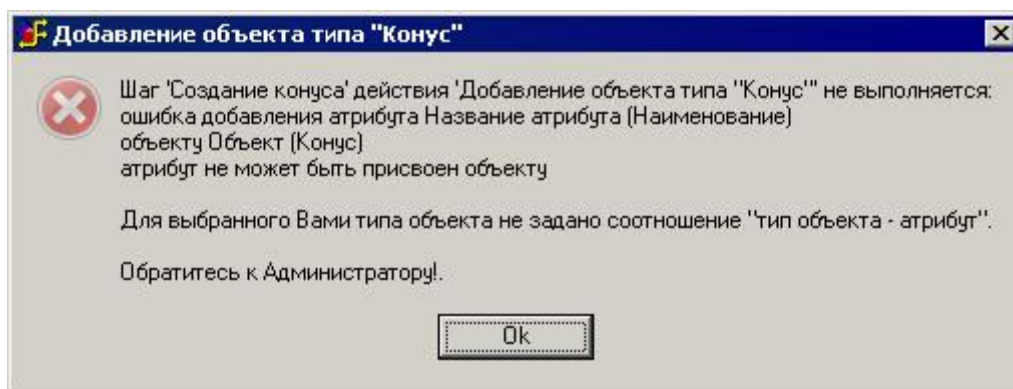 Добавление объекта типа "Конус"
Шаг 'Создание конуса' действия 'Добавление объекта типа "Конус"' не выполняется:
ошибка добавления атрибута Название атрибута (Наименование)
объекту Объект (Конус)
атрибут не может быть присвоен объекту
Для выбранного Вами типа объекта не задано соотношение "тип объекта - атрибут".
Обратитесь к Администратору!.
Ok